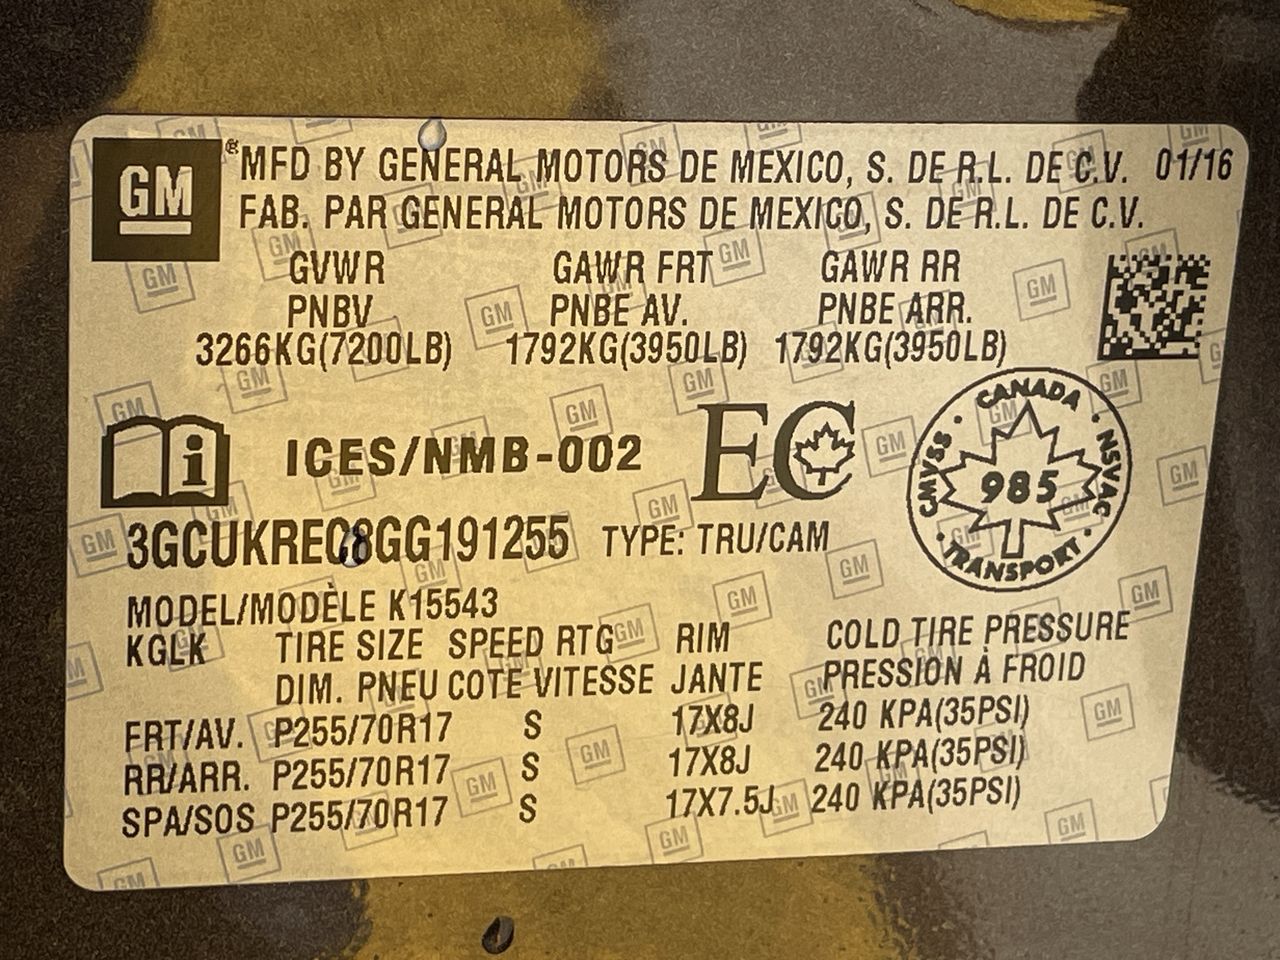 GM
®MFD BY GENERAL MOTORS DE MEXICO, S. DE R.L. DE C.V. 01/16
FAB. PAR GENERAL MOTORS DE MEXICO, S. DE R.L. DE C.V.
GVWR GAWR FRT GAWR RR
PNBV PNBE AV. PNBE ARR.
3266KG(7200LB) 1792KG(3950LB) 1792KG(3950LB)
i ICES/NMB-002 EC
CANADA
CMVSS 985 NSVAC
TRANSPORT
3GCUKREC8GG191255 TYPE: TRU/CAM
MODEL/MODÈLE K15543
KGLK TIRE SIZE SPEED RTG RIM COLD TIRE PRESSURE
DIM. PNEU COTE VITESSE JANTE PRESSION À FROID
FRT/AV. P255/70R17 S 17X8J 240 KPA(35PSI)
RR/ARR. P255/70R17 S 17X8J 240 KPA(35PSI)
SPA/SOS P255/70R17 S 17X7.5J 240 KPA(35PSI)